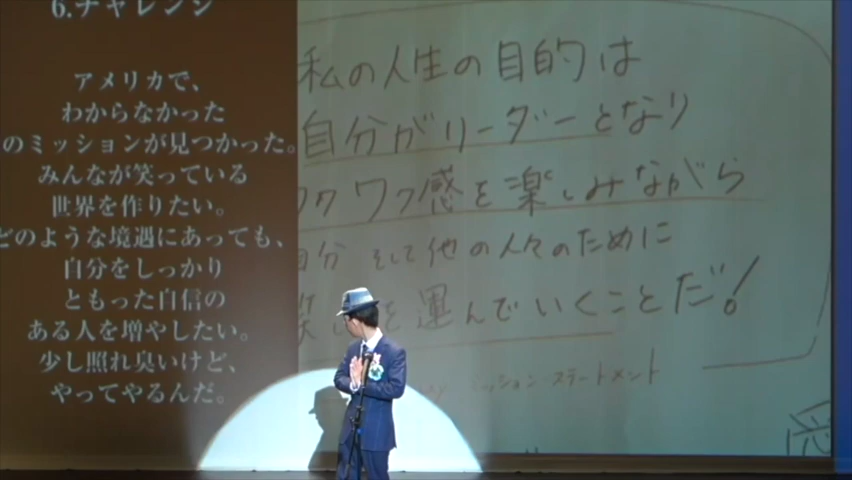 6.チャレンジ
アメリカで、
わからなかった
のミッションが見つかった。
みんなが笑っている
世界を作りたい。
どのような境遇にあっても、
自分をしっかり
ともった自信の
ある人を増やしたい。
少し照れ臭いけど、
やってやるんだ。
私の人生の目的は
自分がリーダーとなり
ワクワク感を楽しみながら
自分 そして他の人々のために
を運んでいくことだ!
ミッションステートメント